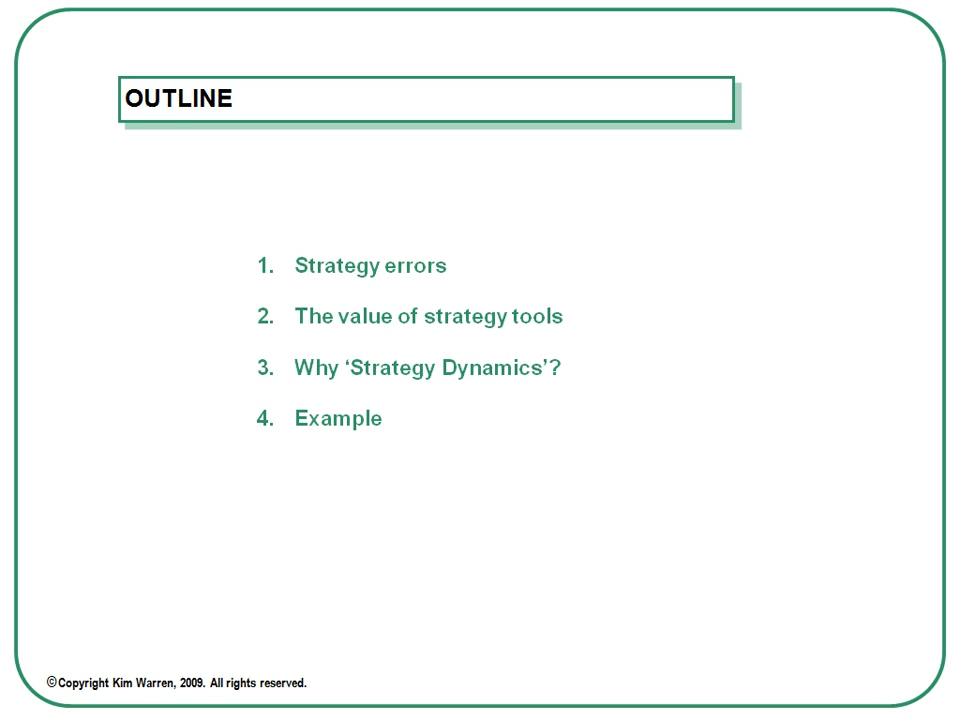 OUTLINE
1. Strategy errors
2. The value of strategy tools
3. Why ‘Strategy Dynamics’?
4. Example
©Copyright Kim Warren, 2009. All rights reserved.